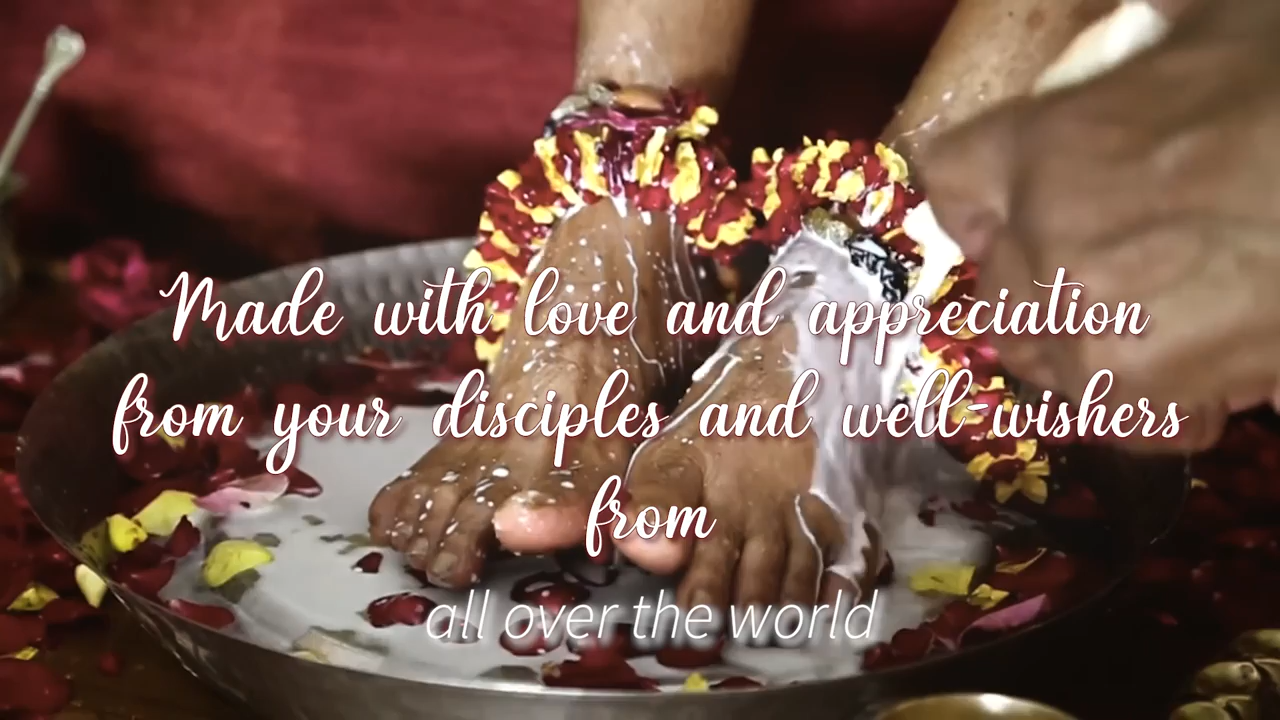 Made with love and appreciation
from your disciples and well-wishers
from
all over the world